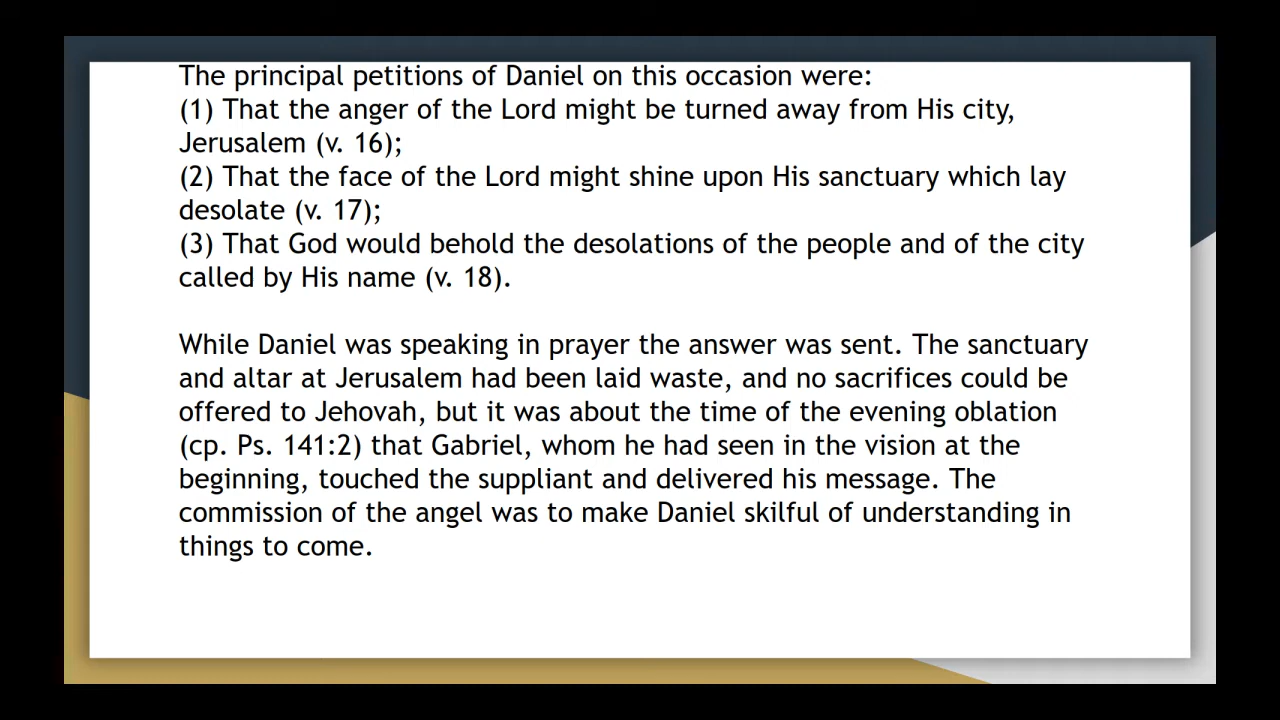 The principal petitions of Daniel on this occasion were:
(1) That the anger of the Lord might be turned away from His city,
Jerusalem (v. 16);
(2) That the face of the Lord might shine upon His sanctuary which lay
desolate (v. 17);
(3) That God would behold the desolations of the people and of the city
called by His name (v. 18).
While Daniel was speaking in prayer the answer was sent. The sanctuary
and altar at Jerusalem had been laid waste, and no sacrifices could be
offered to Jehovah, but it was about the time of the evening oblation
(cp. Ps. 141:2) that Gabriel, whom he had seen in the vision at the
beginning, touched the suppliant and delivered his message. The
commission of the angel was to make Daniel skilful of understanding in
things to come.